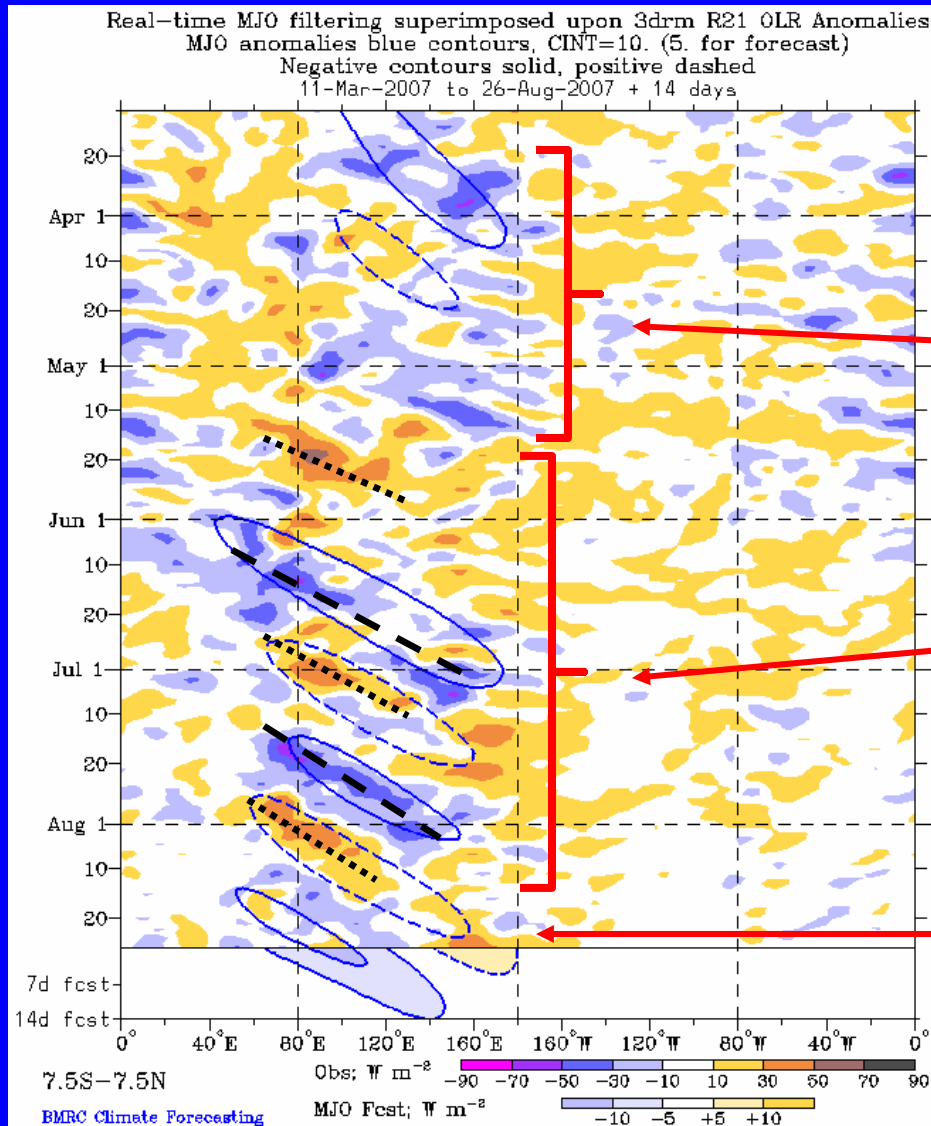 Real-time MJO filtering superimposed upon 3drm R21 OLR Anomalies
MJO anomalies blue contours, CINT=10. (5. for forecast)
Negative contours solid, positive dashed
11-Mar-2007 to 26-Aug-2007 + 14 days
20
Apr 1
10
20
May 1
10
20
Jun 1
10
20
Jul 1
10
20
Aug 1
10
20
7d fcst
14d fcst
0° 40°E 80°E 120°E 160°E 160°W 120°W 80°W 40°W 0°
7.5S-7.5N
Obs; W m-2
-90 -70 -50 -30 -10 10 30 50 70 90
MJO Fcst; W m-2
-10 -5 +5 +10
BMRC Climate Forecasting